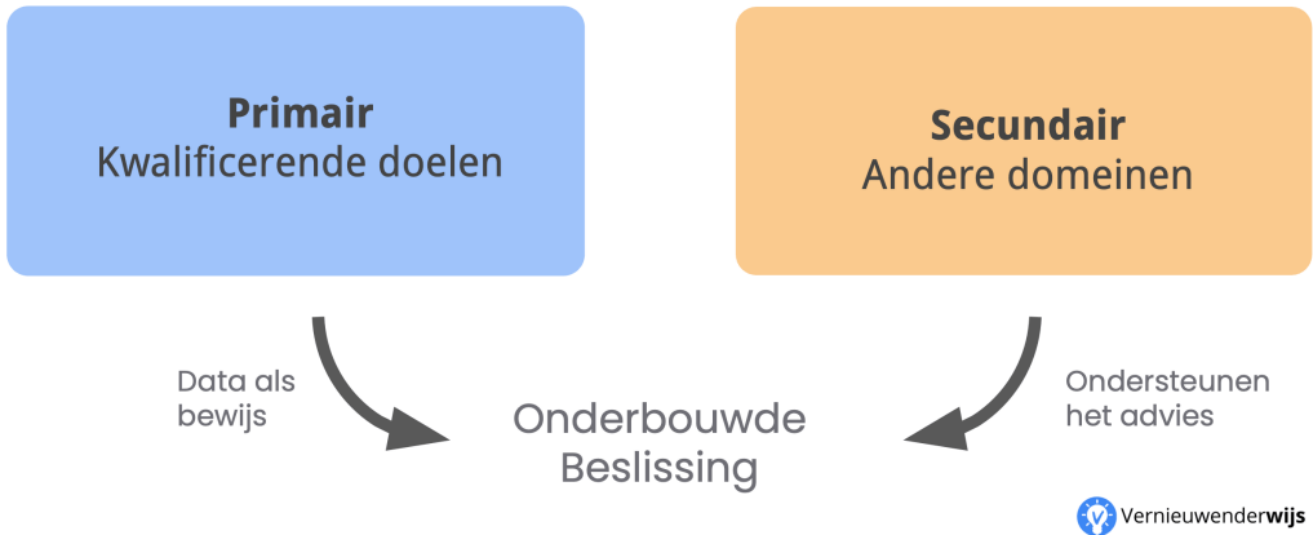 Primair
Kwalificerende doelen
Secundair
Andere domeinen
Data als
bewijs
Onderbouwde
Beslissing
Ondersteunen
het advies
Vernieuwenderwijs